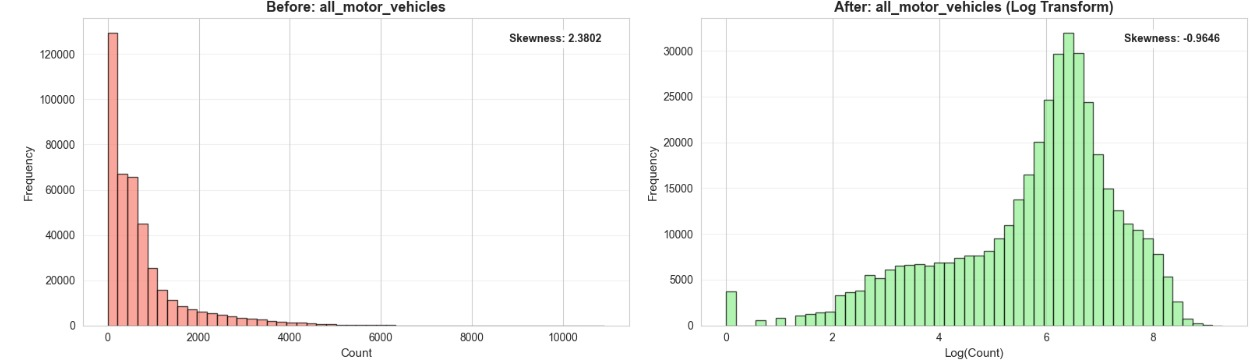 Before: all_motor_vehicles
Skewness: 2.3802
120000
100000
80000
60000
40000
20000
0
Frequency
0 2000 4000 6000 8000 10000
Count
After: all_motor_vehicles (Log Transform)
Skewness: -0.9646
30000
25000
20000
15000
10000
5000
0
Frequency
0 2 4 6 8
Log(Count)